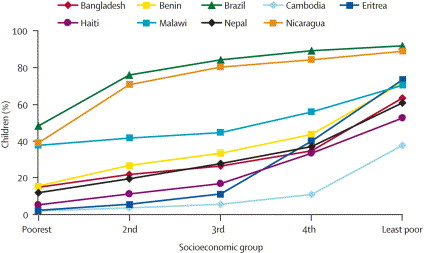 Bangladesh Benin Brazil Cambodia Eritrea
Haiti Malawi Nepal Nicaragua
100
80
60
40
20
0
Children (%)
Poorest 2nd 3rd 4th Least poor
Socioeconomic group